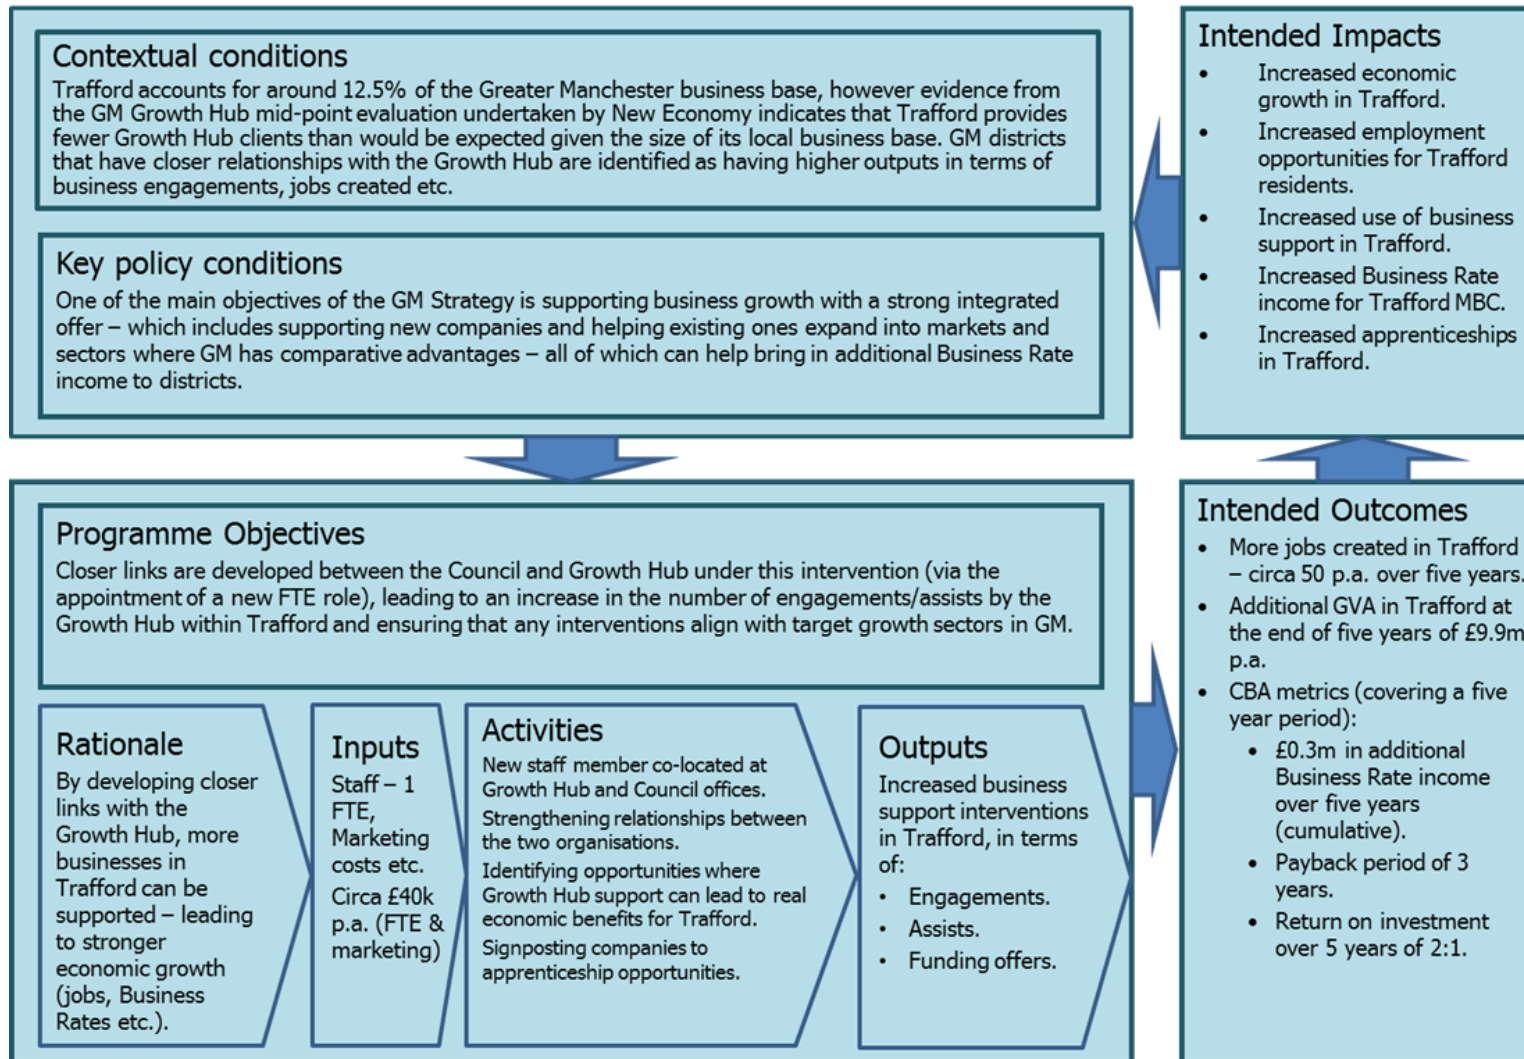 Contextual conditions
Trafford accounts for around 12.5% of the Greater Manchester business base, however evidence from
the GM Growth Hub mid-point evaluation undertaken by New Economy indicates that Trafford provides
fewer Growth Hub clients than would be expected given the size of its local business base. GM districts
that have closer relationships with the Growth Hub are identified as having higher outputs in terms of
business engagements, jobs created etc.
Key policy conditions
One of the main objectives of the GM Strategy is supporting business growth with a strong integrated
offer – which includes supporting new companies and helping existing ones expand into markets and
sectors where GM has comparative advantages – all of which can help bring in additional Business Rate
income to districts.
Intended Impacts
• Increased economic
growth in Trafford.
• Increased employment
opportunities for Trafford
residents.
• Increased use of business
support in Trafford.
• Increased Business Rate
income for Trafford MBC.
• Increased apprenticeships
in Trafford.
Programme Objectives
Closer links are developed between the Council and Growth Hub under this intervention (via the
appointment of a new FTE role), leading to an increase in the number of engagements/assists by the
Growth Hub within Trafford and ensuring that any interventions align with target growth sectors in GM.
Rationale
By developing closer
links with the
Growth Hub, more
businesses in
Trafford can be
supported – leading
to stronger
economic growth
(jobs, Business
Rates etc.).
Inputs
Staff – 1
FTE,
Marketing
costs etc.
Circa £40k
p.a. (FTE &
marketing)
Activities
New staff member co-located at
Growth Hub and Council offices.
Strengthening relationships between
the two organisations.
Identifying opportunities where
Growth Hub support can lead to real
economic benefits for Trafford.
Signposting companies to
apprenticeship opportunities.
Outputs
Increased business
support interventions
in Trafford, in terms
of:
• Engagements.
• Assists.
• Funding offers.
Intended Outcomes
• More jobs created in Trafford
– circa 50 p.a. over five years.
• Additional GVA in Trafford at
the end of five years of £9.9m
p.a.
• CBA metrics (covering a five
year period):
• £0.3m in additional
Business Rate income
over five years
(cumulative).
• Payback period of 3
years.
• Return on investment
over 5 years of 2:1.